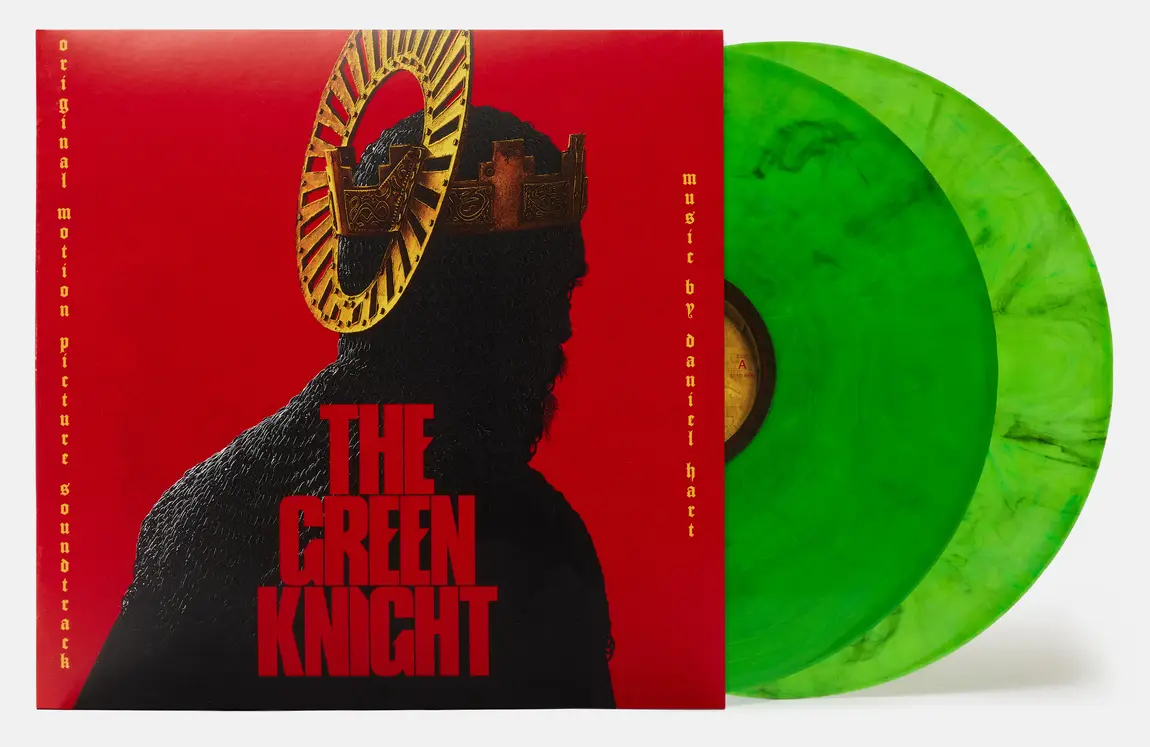 original motion picture soundtrack
THE
GREEN
KNIGHT
music by daniel hart
A